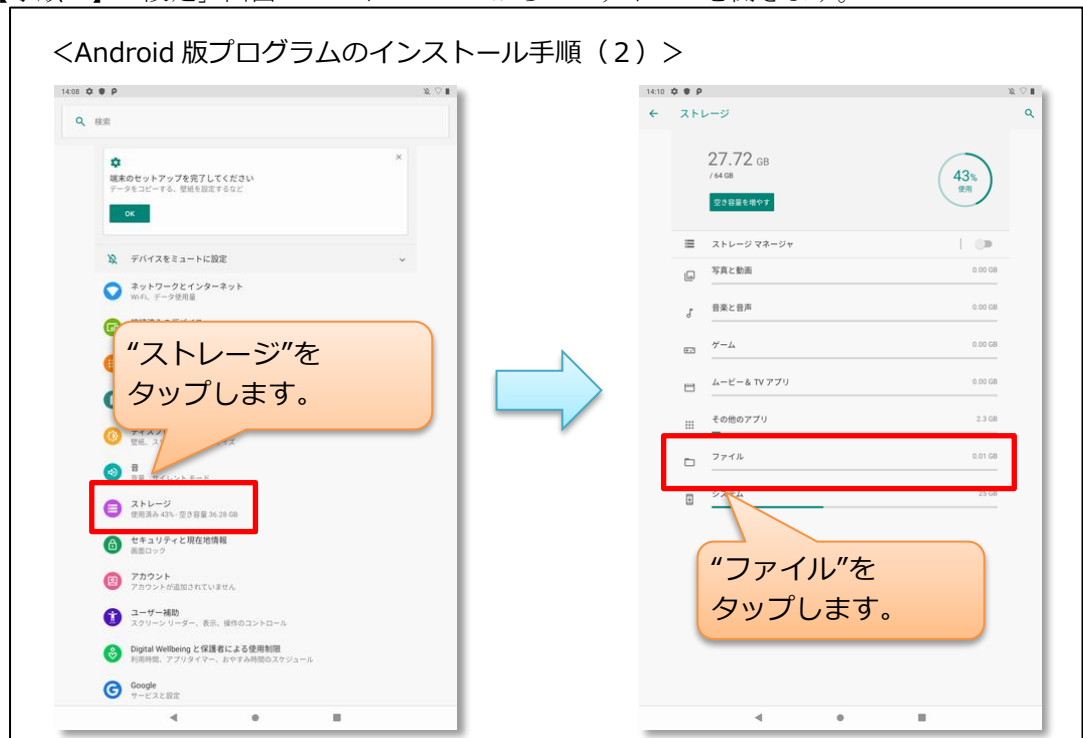 ＜Android 版プログラムのインストール手順（２）＞
14:08
検索
端末のセットアップを完了してください
データをコピーする、壁紙を設定するなど
OK
デバイスをミュートに設定
ネットワークとインターネット
Wi-Fi、データ使用量
“ストレージ”を
タップします。
音
音量、サイレント モード
ストレージ
使用済み 43% - 空き容量 36.28 GB
セキュリティと現在地情報
画面ロック
アカウント
アカウントが追加されていません
ユーザー補助
スクリーン リーダー、表示、操作のコントロール
Digital Wellbeing と保護者による使用制限
利用時間、アプリタイマー、おやすみ時間のスケジュール
Google
サービスと設定
14:10
ストレージ
27.72 GB
/ 64 GB
43%
使用
空き容量を増やす
ストレージ マネージャ
写真と動画 0.00 GB
音楽と音声 0.00 GB
ゲーム 0.00 GB
ムービー& TV アプリ 0.00 GB
その他のアプリ 2.3 GB
ファイル 0.01 GB
システム 25 GB
“ファイル”を
タップします。